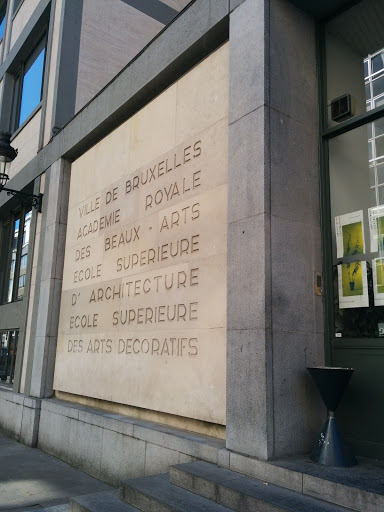 VILLE DE BRUXELLES
ACADEMIE ROYALE
DES BEAUX-ARTS
ECOLE SUPERIEURE
D' ARCHITECTURE
ECOLE SUPERIEURE
DES ARTS DECORATIFS